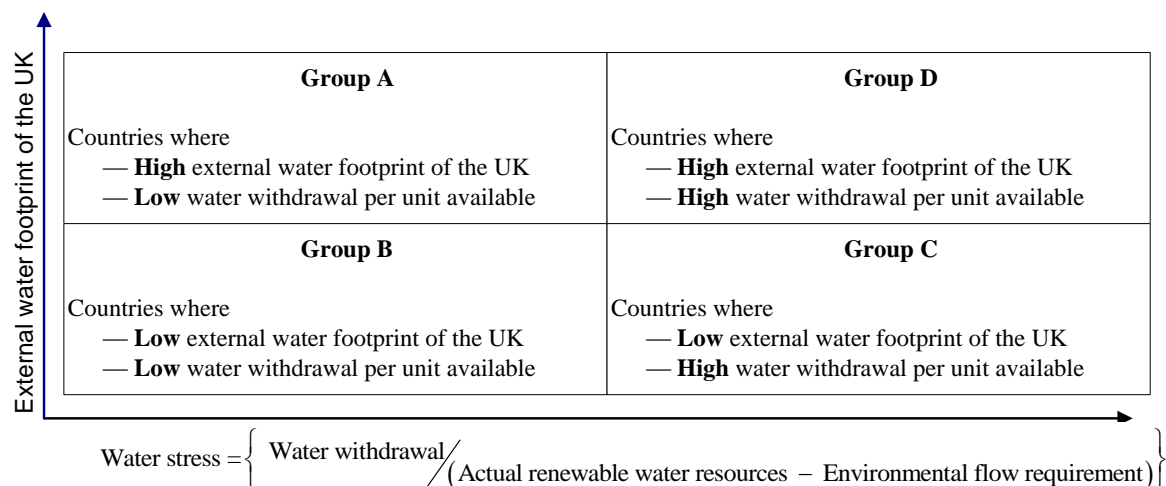 External water footprint of the UK
Group A
Countries where
— High external water footprint of the UK
— Low water withdrawal per unit available
Group D
Countries where
— High external water footprint of the UK
— High water withdrawal per unit available
Group B
Countries where
— Low external water footprint of the UK
— Low water withdrawal per unit available
Group C
Countries where
— Low external water footprint of the UK
— High water withdrawal per unit available
Water stress = { Water withdrawal / (Actual renewable water resources − Environmental flow requirement) }